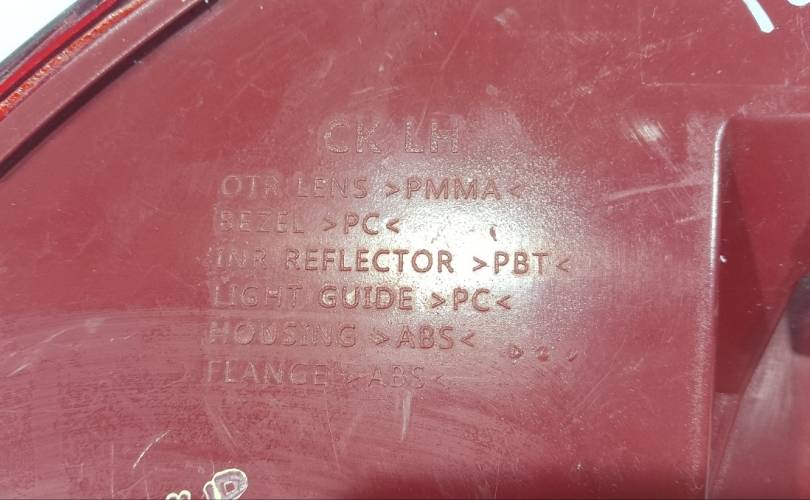 CK LH
OTR LENS >PMMA<
BEZEL >PC<
INR REFLECTOR >PBT<
LIGHT GUIDE >PC<
HOUSING >ABS<
FLANGE >ABS<